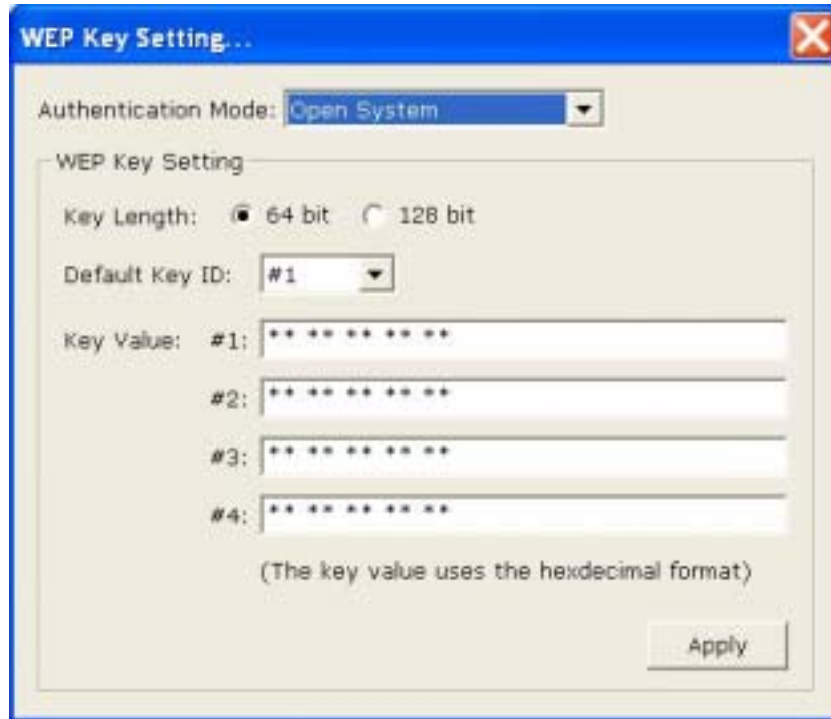 WEP Key Setting...
Authentication Mode: Open System
WEP Key Setting
Key Length: 64 bit 128 bit
Default Key ID: #1
Key Value: #1: ** ** ** ** **
#2: ** ** ** ** **
#3: ** ** ** ** **
#4: ** ** ** ** **
(The key value uses the hexdecimal format)
Apply